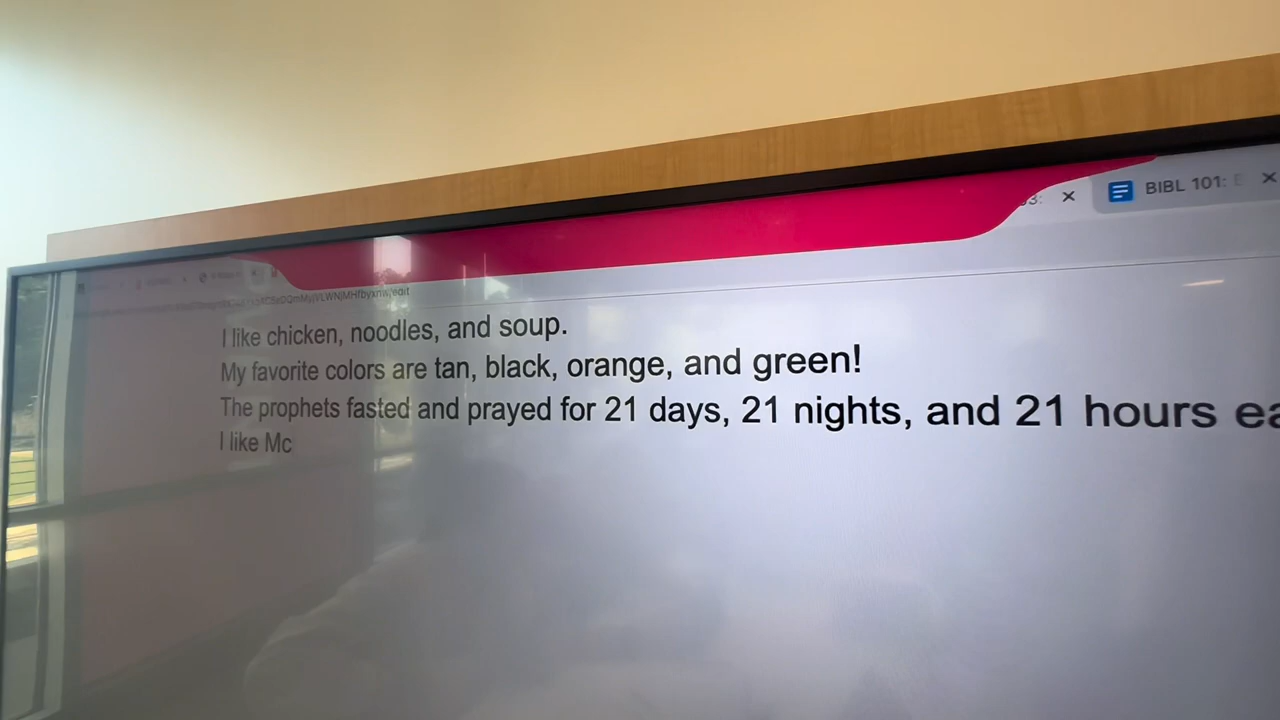 BIBL 101:
I like chicken, noodles, and soup.
My favorite colors are tan, black, orange, and green!
The prophets fasted and prayed for 21 days, 21 nights, and 21 hours ea
I like Mc